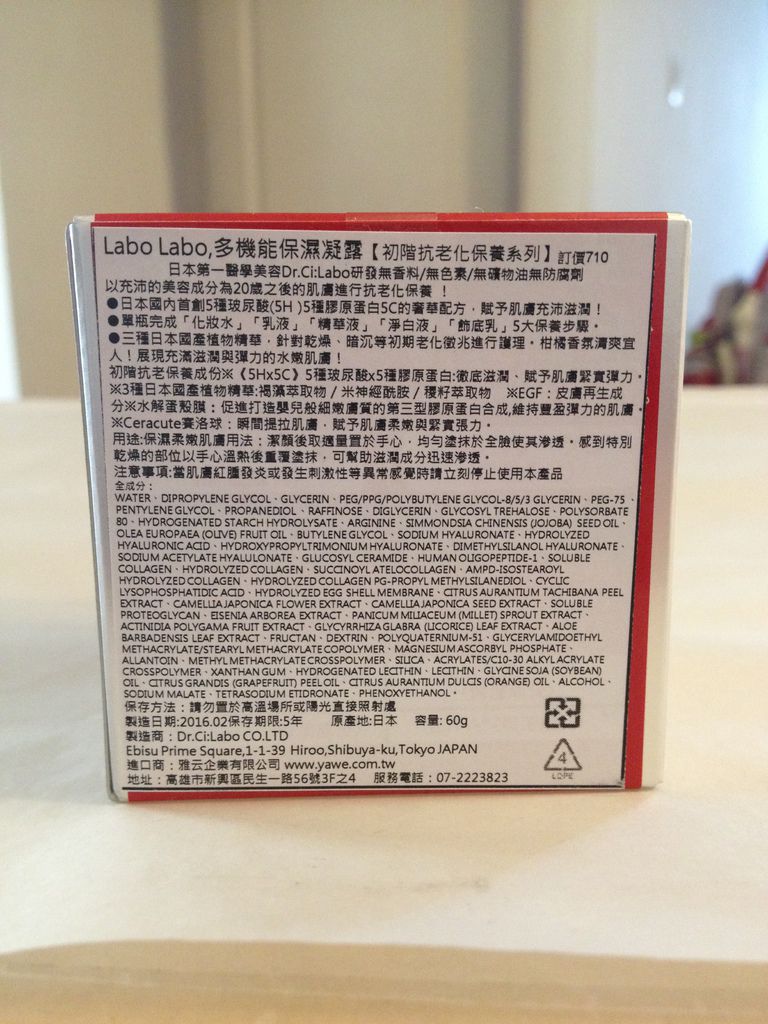 Labo Labo,多機能保濕凝露【初階抗老化保養系列】訂價710
日本第一醫學美容Dr.Ci:Labo研發無香料/無色素/無礦物油無防腐劑
以充沛的美容成分為20歲之後的肌膚進行抗老化保養 !
●日本國內首創5種玻尿酸(5H )5種膠原蛋白5C的奢華配方，賦予肌膚充沛滋潤!
●單瓶完成「化妝水」「乳液」「精華液」「淨白液」「飾底乳」5大保養步驟。
●三種日本國產植物精華，針對乾燥、暗沉等初期老化徵兆進行護理。柑橘香氛清爽宜
人！展現充滿滋潤與彈力的水嫩肌膚！
初階抗老化保養成份※《5Hx5C》5種玻尿酸x5種膠原蛋白:徹底滋潤、賦予肌膚緊實彈力。
※3種日本國產植物精華:褐藻萃取物 / 米神經酰胺 / 稷籽萃取物 ※EGF：皮膚再生成
分※水解蛋殼膜：促進打造嬰兒般細嫩膚質的第三型膠原蛋白合成,維持豐盈彈力的肌膚
※Ceracute賽洛球：瞬間提拉肌膚，賦予肌膚柔嫩與緊實張力。
用途:保濕柔嫩肌膚用法：潔顏後取適量置於手心，均勻塗抹於全臉使其滲透。感到特別
乾燥的部位以手心溫熱後重覆塗抹，可幫助滋潤成分迅速滲透。
注意事項:當肌膚紅腫發炎或發生刺激性等異常感覺時請立刻停止使用本產品
全成分：
WATER、DIPROPYLENE GLYCOL、GLYCERIN、PEG/PPG/POLYBUTYLENE GLYCOL-8/5/3 GLYCERIN、PEG-75、
PENTYLENE GLYCOL、PROPANEDIOL、RAFFINOSE、DIGLYCERIN、GLYCOSYL TREHALOSE、POLYSORBATE
80、HYDROGENATED STARCH HYDROLYSATE、ARGININE、SIMMONDSIA CHINENSIS (JOJOBA) SEED OIL、
OLEA EUROPAEA (OLIVE) FRUIT OIL、BUTYLENE GLYCOL、SODIUM HYALURONATE、HYDROLYZED
HYALURONIC ACID、HYDROXYPROPYLTRIMONIUM HYALURONATE、DIMETHYLSILANOL HYALURONATE、
SODIUM ACETYLATE HYALULONATE、GLUCOSYL CERAMIDE、HUMAN OLIGOPEPTIDE-1、SOLUBLE
COLLAGEN、HYDROLYZED COLLAGEN、SUCCINOYL ATELOCOLLAGEN、AMPD-ISOSTEAROYL
HYDROLYZED COLLAGEN、HYDROLYZED COLLAGEN PG-PROPYL METHYLSILANEDIOL、CYCLIC
LYSOPHOSPHATIDIC ACID、HYDROLYZED EGG SHELL MEMBRANE、CITRUS AURANTIUM TACHIBANA PEEL
EXTRACT、CAMELLIA JAPONICA FLOWER EXTRACT、CAMELLIA JAPONICA SEED EXTRACT、SOLUBLE
PROTEOGLYCAN、EISENIA ARBOREA EXTRACT、PANICUM MILIACEUM (MILLET) SPROUT EXTRACT、
ACTINIDIA POLYGAMA FRUIT EXTRACT、GLYCYRRHIZA GLABRA (LICORICE) LEAF EXTRACT、ALOE
BARBADENSIS LEAF EXTRACT、FRUCTAN、DEXTRIN、POLYQUATERNIUM-51、GLYCERYLAMIDOETHYL
METHACRYLATE/STEARYL METHACRYLATE COPOLYMER、MAGNESIUM ASCORBYL PHOSPHATE、
ALLANTOIN、METHYL METHACRYLATE CROSSPOLYMER、SILICA、ACRYLATES/C10-30 ALKYL ACRYLATE
CROSSPOLYMER、XANTHAN GUM、HYDROGENATED LECITHIN、LECITHIN、GLYCINE SOJA (SOYBEAN)
OIL、CITRUS GRANDIS (GRAPEFRUIT) PEEL OIL、CITRUS AURANTIUM DULCIS (ORANGE) OIL、ALCOHOL、
SODIUM MALATE、TETRASODIUM ETIDRONATE、PHENOXYETHANOL。
保存方法：請勿置於高溫場所或陽光直接照射處
製造日期:2016.02保存期限:5年 原產地:日本 容量: 60g
製造商：Dr.Ci:Labo CO.LTD
Ebisu Prime Square,1-1-39 Hiroo,Shibuya-ku,Tokyo JAPAN
進口商：雅云企業有限公司 www.yawe.com.tw
地址：高雄市新興區民生一路56號3F之4 服務電話：07-2223823
4
LDPE